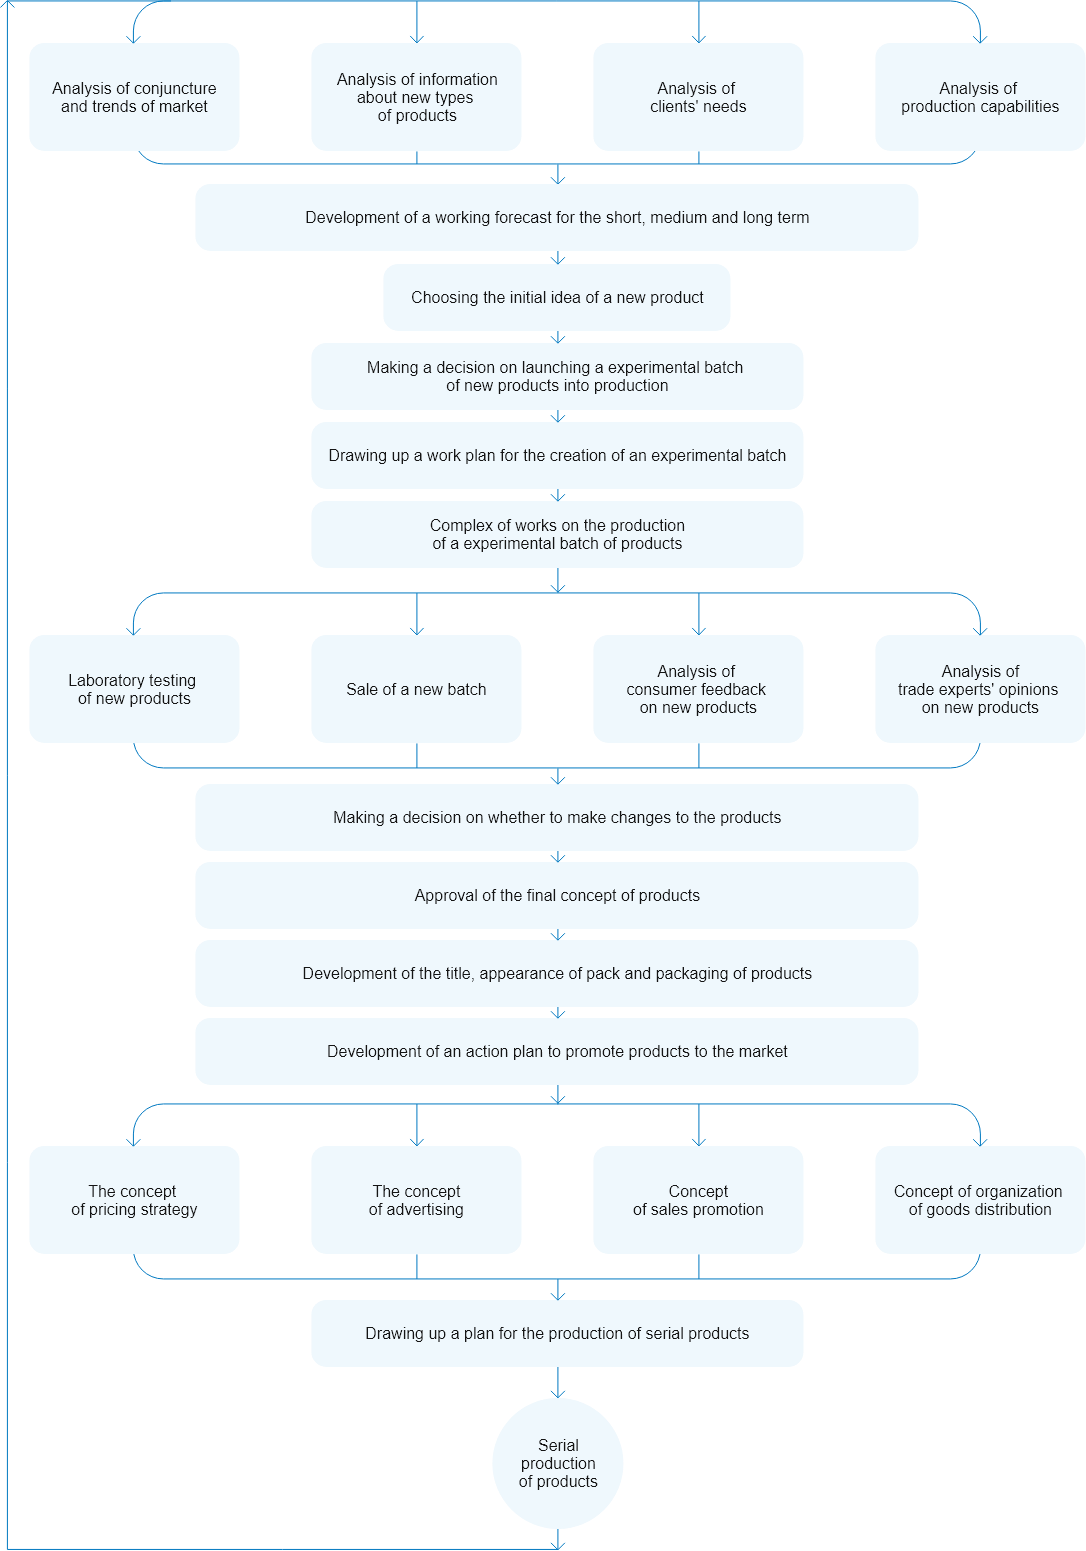 Analysis of conjuncture
and trends of market
Analysis of information
about new types
of products
Analysis of
clients' needs
Analysis of
production capabilities
Development of a working forecast for the short, medium and long term
Choosing the initial idea of a new product
Making a decision on launching a experimental batch
of new products into production
Drawing up a work plan for the creation of an experimental batch
Complex of works on the production
of a experimental batch of products
Laboratory testing
of new products
Sale of a new batch
Analysis of
consumer feedback
on new products
Analysis of
trade experts' opinions
on new products
Making a decision on whether to make changes to the products
Approval of the final concept of products
Development of the title, appearance of pack and packaging of products
Development of an action plan to promote products to the market
The concept
of pricing strategy
The concept
of advertising
Concept
of sales promotion
Concept of organization
of goods distribution
Drawing up a plan for the production of serial products
Serial
production
of products